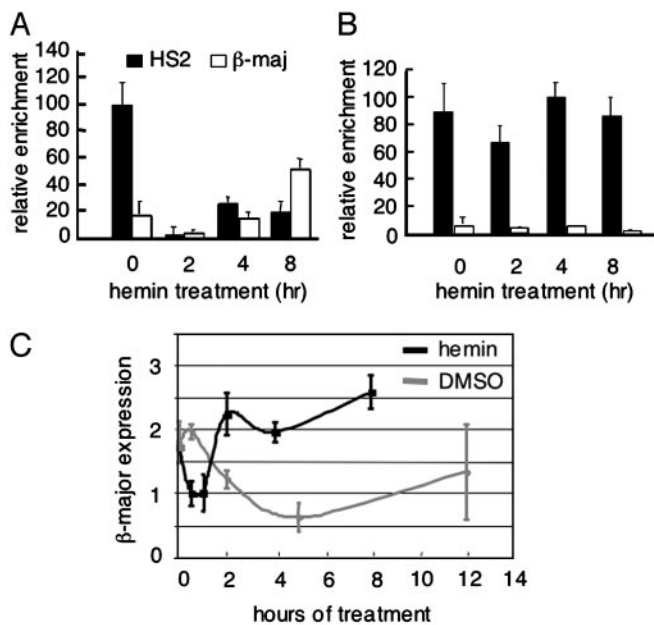 A
140
120
100
80
60
40
20
0
relative enrichment
HS2 β-maj
0 2 4 8
hemin treatment (hr)
B
120
100
80
60
40
20
0
relative enrichment
0 2 4 8
hemin treatment (hr)
C
3
2
1
0
β-major expression
hemin
DMSO
0 2 4 6 8 10 12 14
hours of treatment